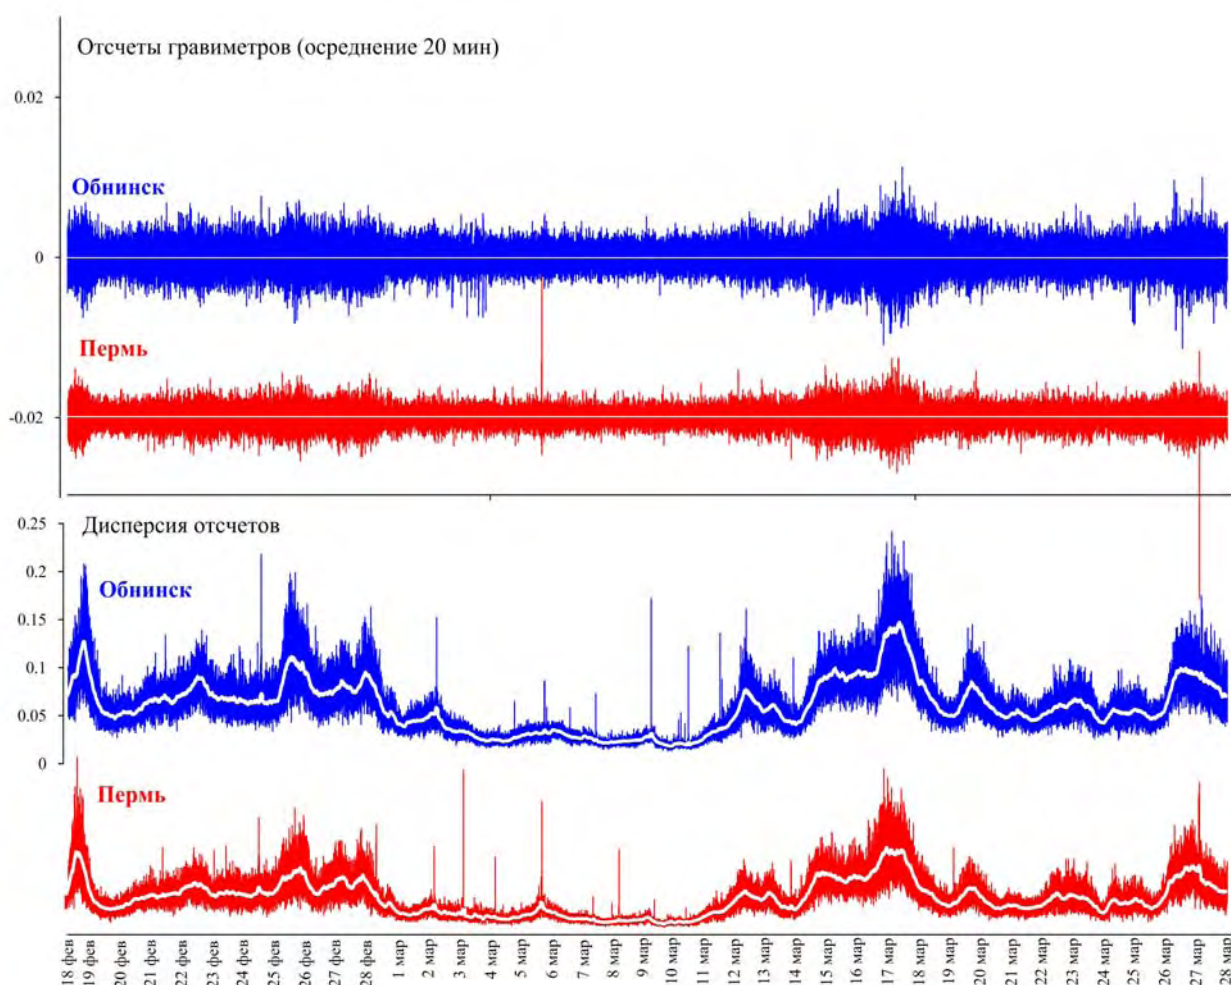 Отсчеты гравиметров (осреднение 20 мин)
0.02
Обнинск
0
Пермь
-0.02
0.25
Дисперсия отсчетов
0.2
Обнинск
0.15
0.1
0.05
0
Пермь
18 фев
19 фев
20 фев
21 фев
22 фев
23 фев
24 фев
25 фев
26 фев
27 фев
28 фев
1 мар
2 мар
3 мар
4 мар
5 мар
6 мар
7 мар
8 мар
9 мар
10 мар
11 мар
12 мар
13 мар
14 мар
15 мар
16 мар
17 мар
18 мар
19 мар
20 мар
21 мар
22 мар
23 мар
24 мар
25 мар
26 мар
27 мар
28 мар